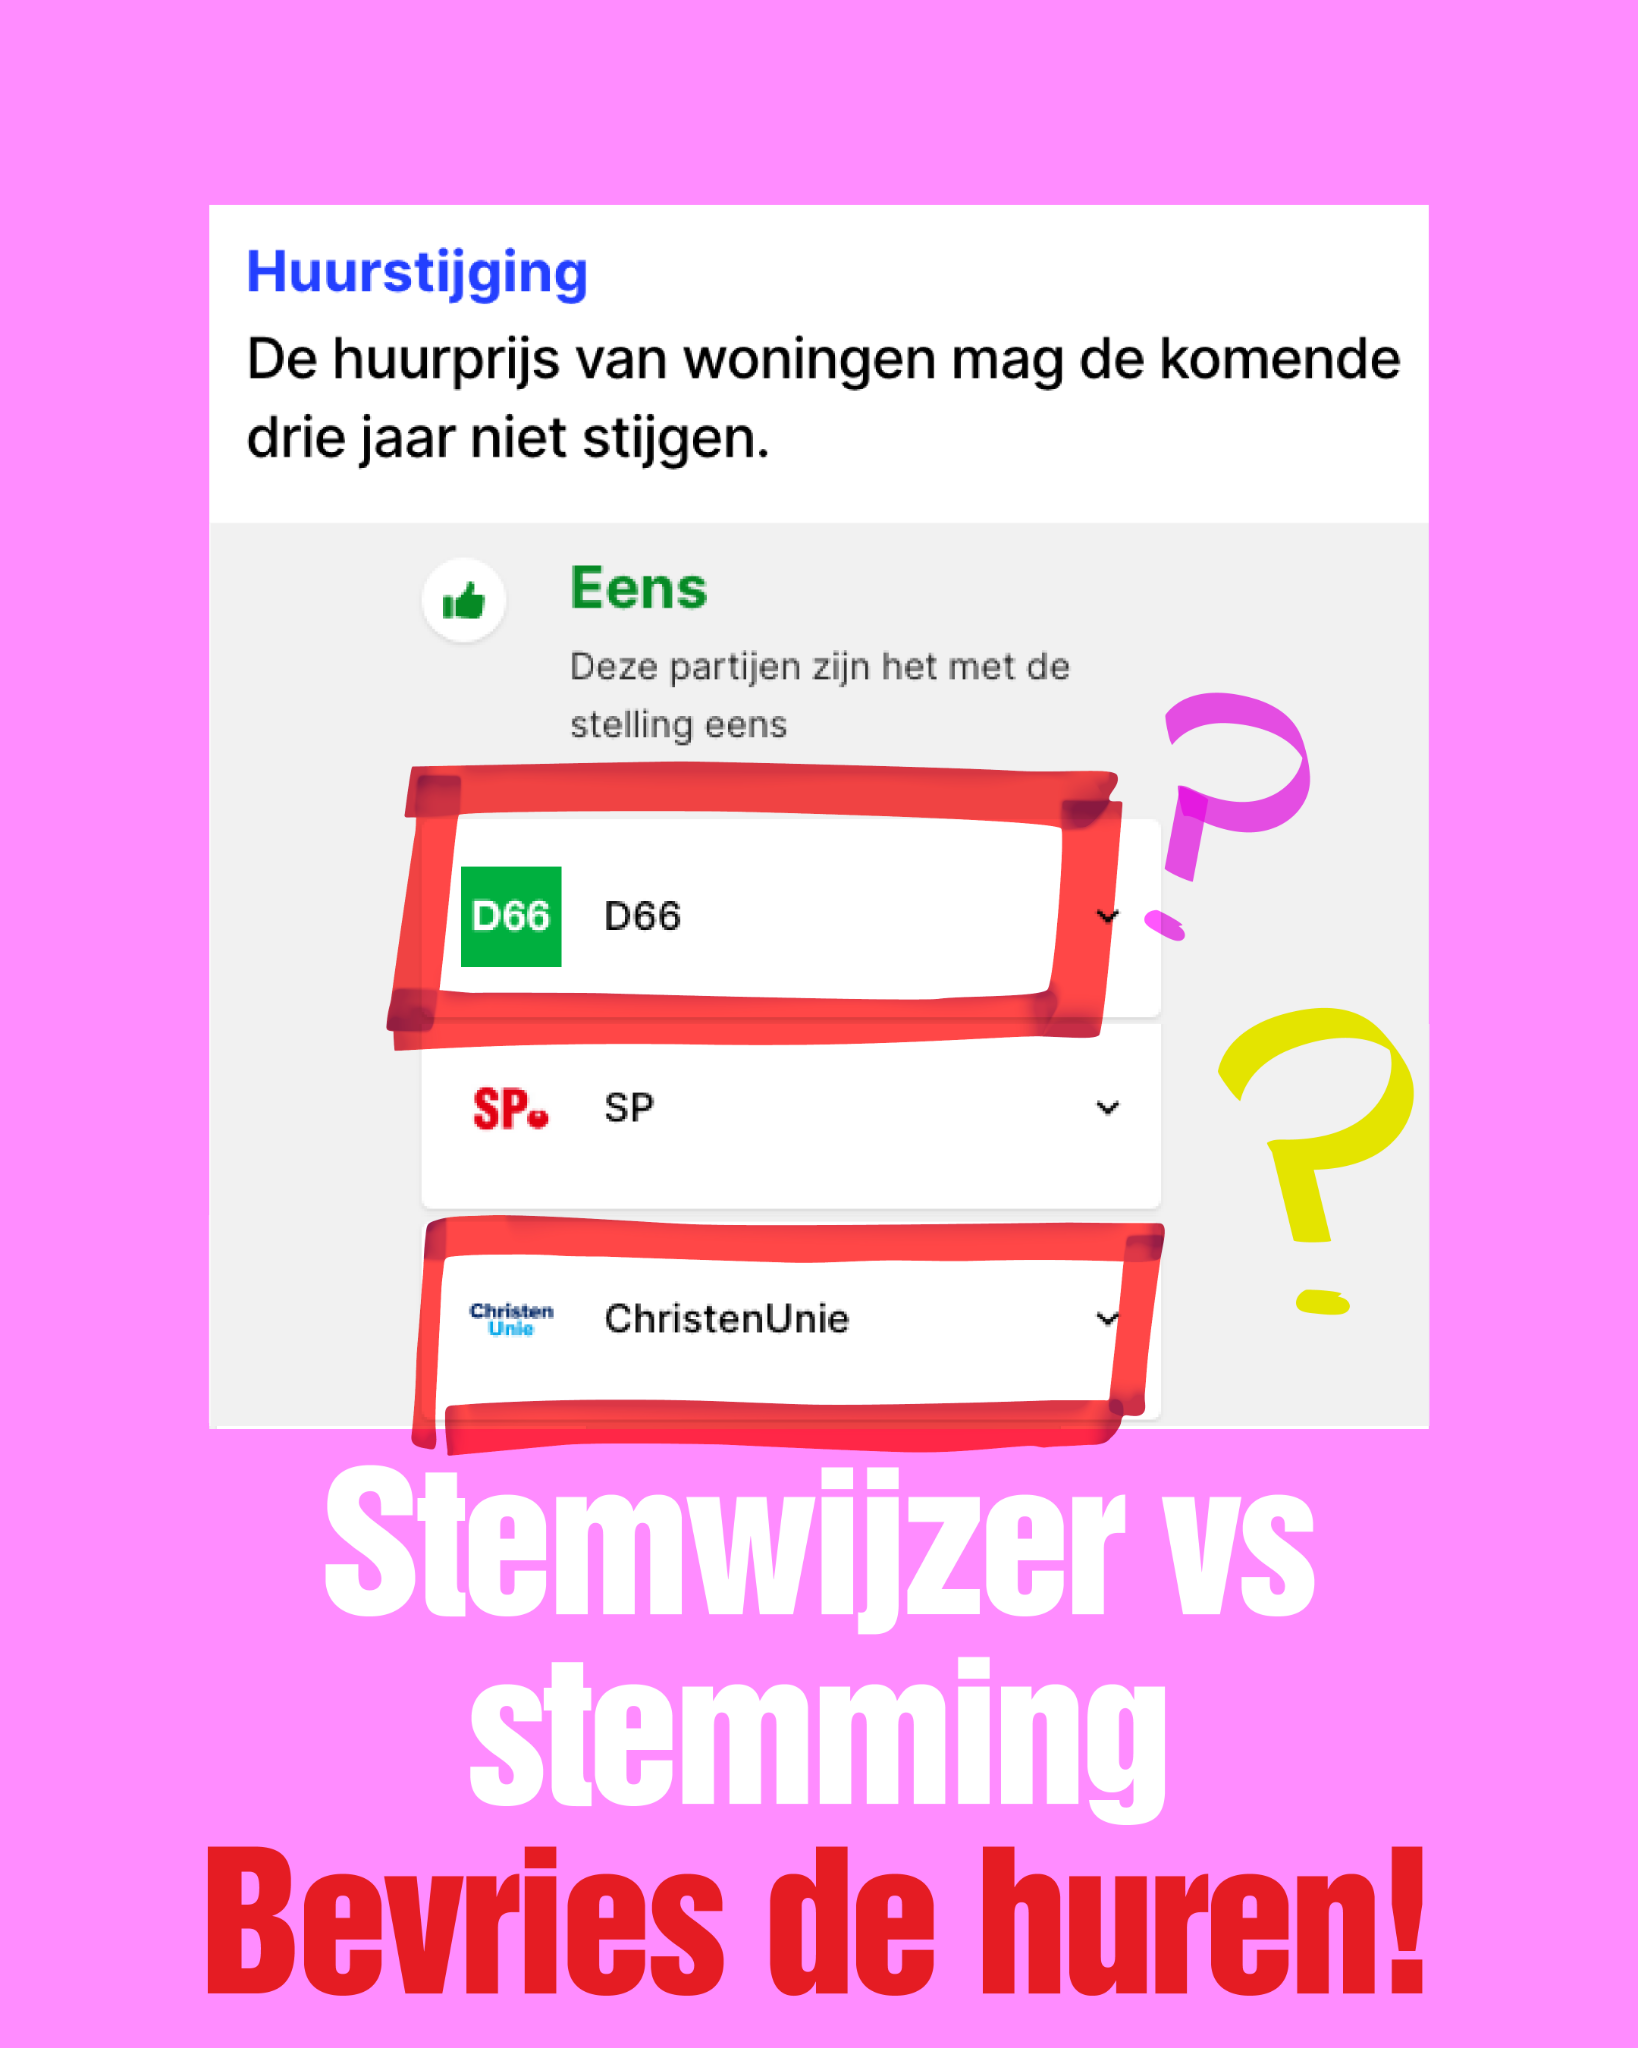 Huurstijging
De huurprijs van woningen mag de komende
drie jaar niet stijgen.
Eens
Deze partijen zijn het met de
stelling eens
?
D66 D66
?
SP. SP
Christen
Unie
ChristenUnie
Stemwijzer vs
stemming
Bevries de huren!